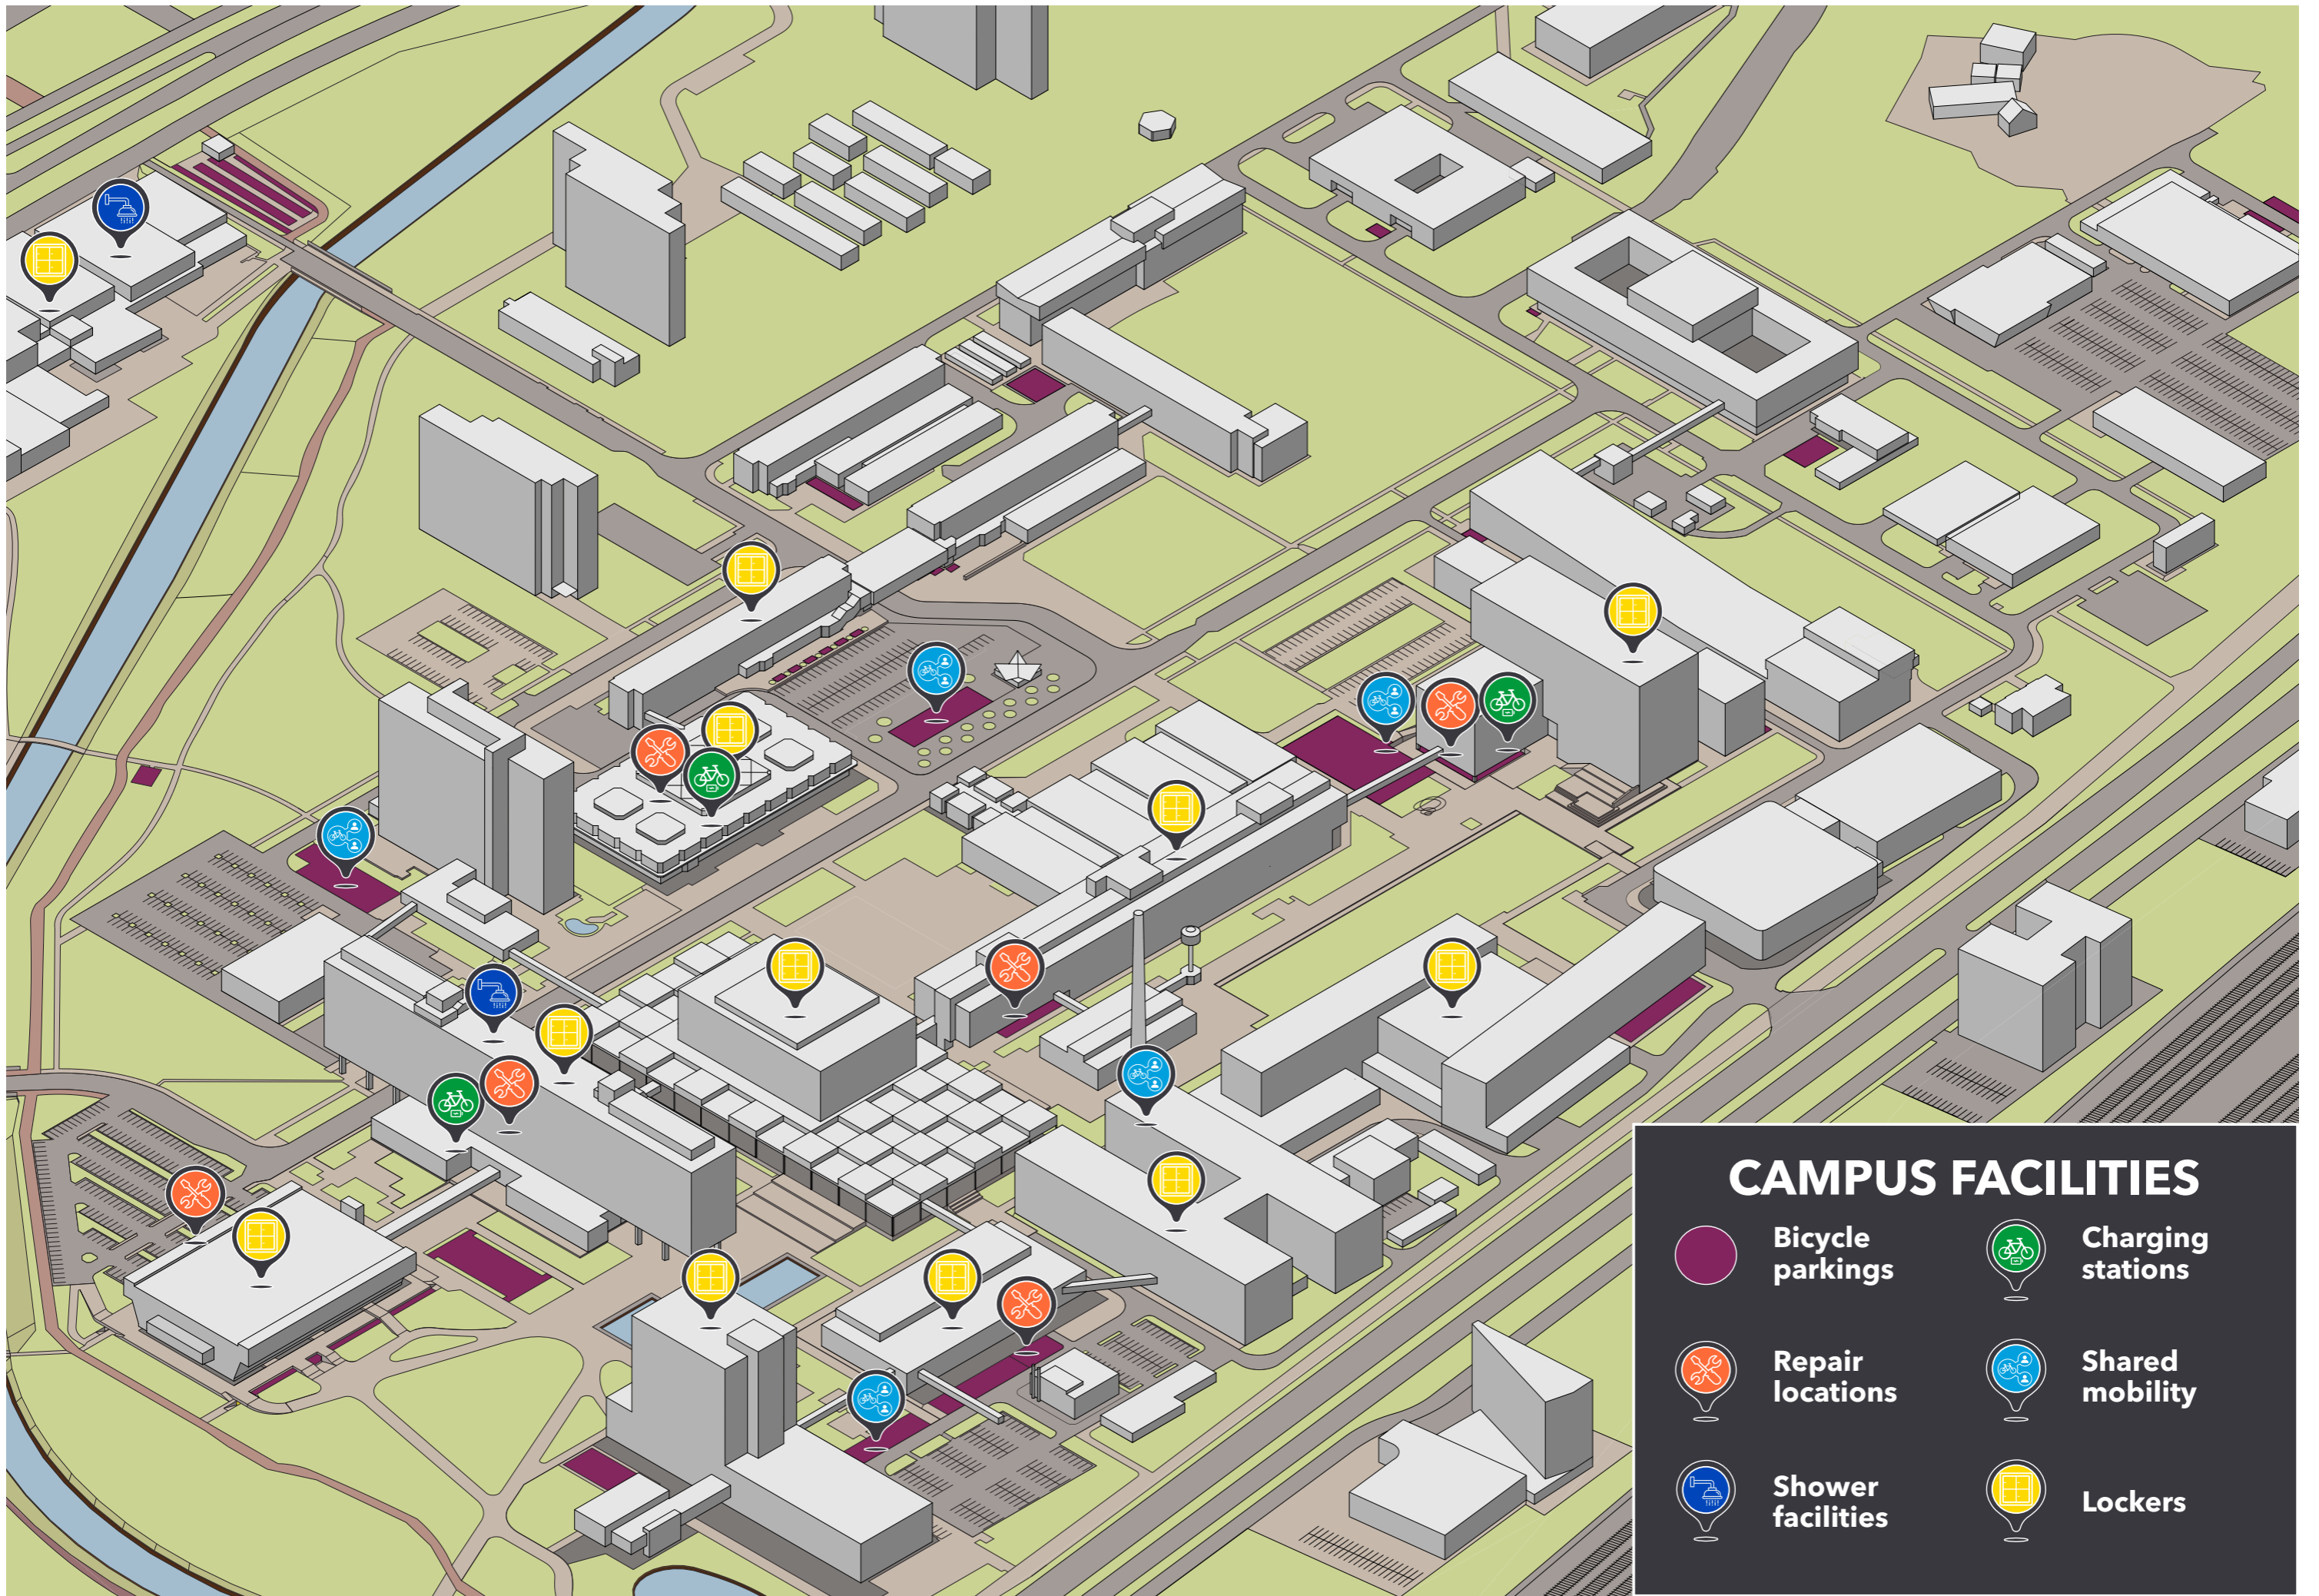 CAMPUS FACILITIES
Bicycle
parkings
Charging
stations
Repair
locations
Shared
mobility
Shower
facilities
Lockers